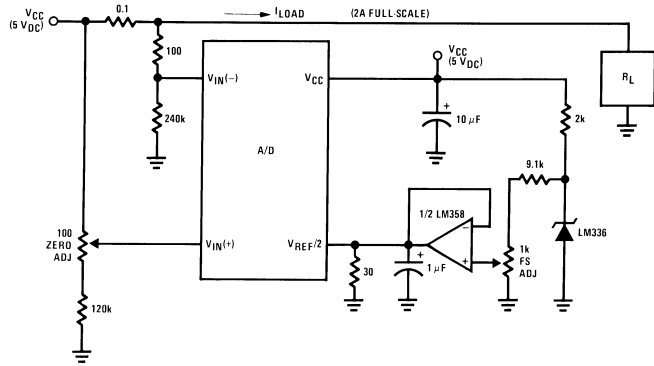 VCC
(5 VDC)
0.1
ILOAD
(2A FULL-SCALE)
100
VIN(−)
240k
A/D
VCC
VCC
(5 VDC)
+
10 µF
RL
2k
9.1k
1/2 LM358
−
+
LM336
1k
FS
ADJ
100
ZERO
ADJ
VIN(+)
VREF/2
30
+
1 µF
120k